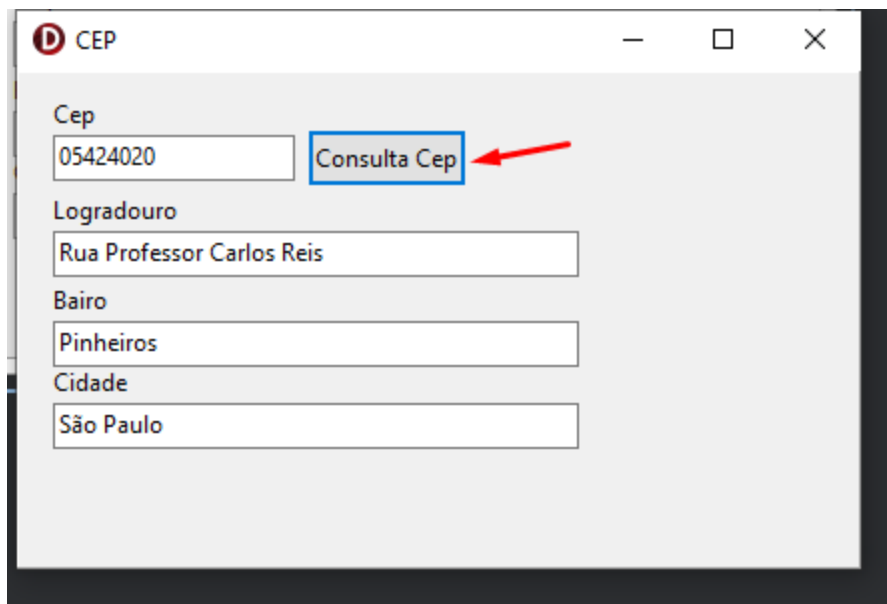 CEP
Cep
05424020 Consulta Cep
Logradouro
Rua Professor Carlos Reis
Bairo
Pinheiros
Cidade
São Paulo